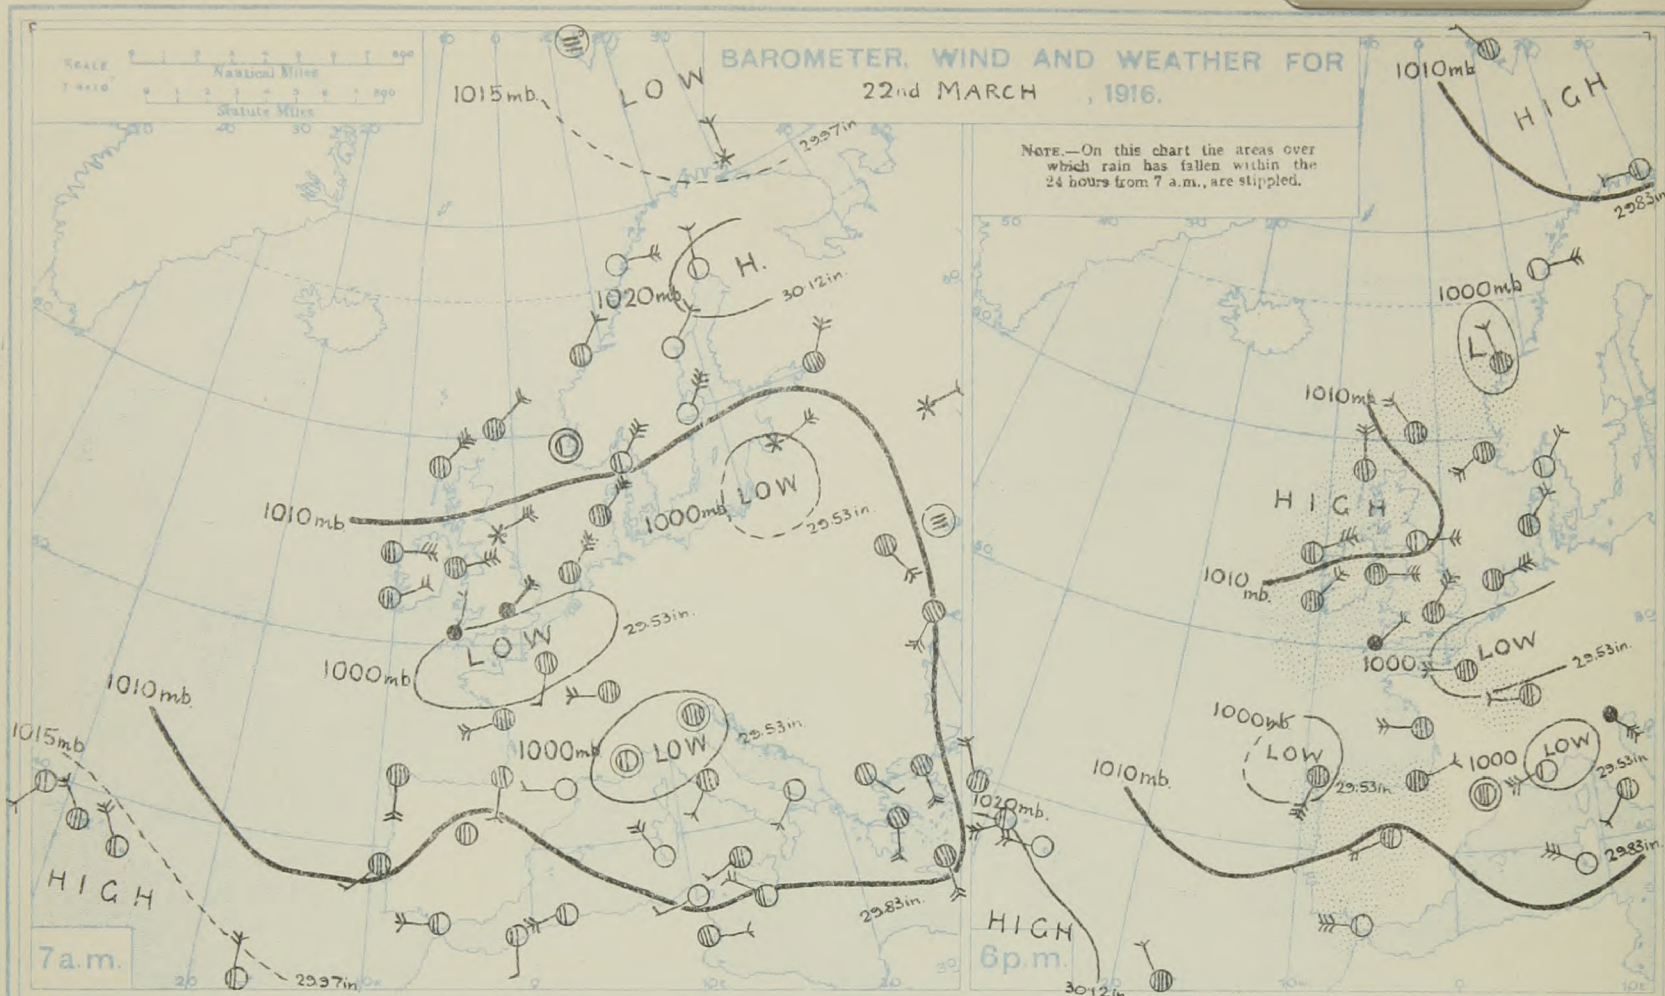 BAROMETER, WIND AND WEATHER FOR
22nd MARCH , 1916.
NOTE.—On this chart the areas over
which rain has fallen within the
24 hours from 7 a.m., are stippled.
SCALE
Nautical Miles
Statute Miles
1015mb.
LOW
29.97in.
H.
1020mb.
30.12in.
1010mb.
1000mb.
LOW
29.53in.
1000mb.
LOW
29.53in.
1010mb.
1015mb
1000mb.
LOW
29.53in.
HIGH
29.83in.
29.97in.
7a.m.
20
0
1010mb.
HIGH
29.83in.
1000mb
L
1010mb.
HIGH
1010
mb.
1000
LOW
29.53in.
1000mb.
LOW
29.53in.
1010mb.
1000
LOW
29.53in.
1020mb.
29.83in.
HIGH
30.12in.
6p.m.